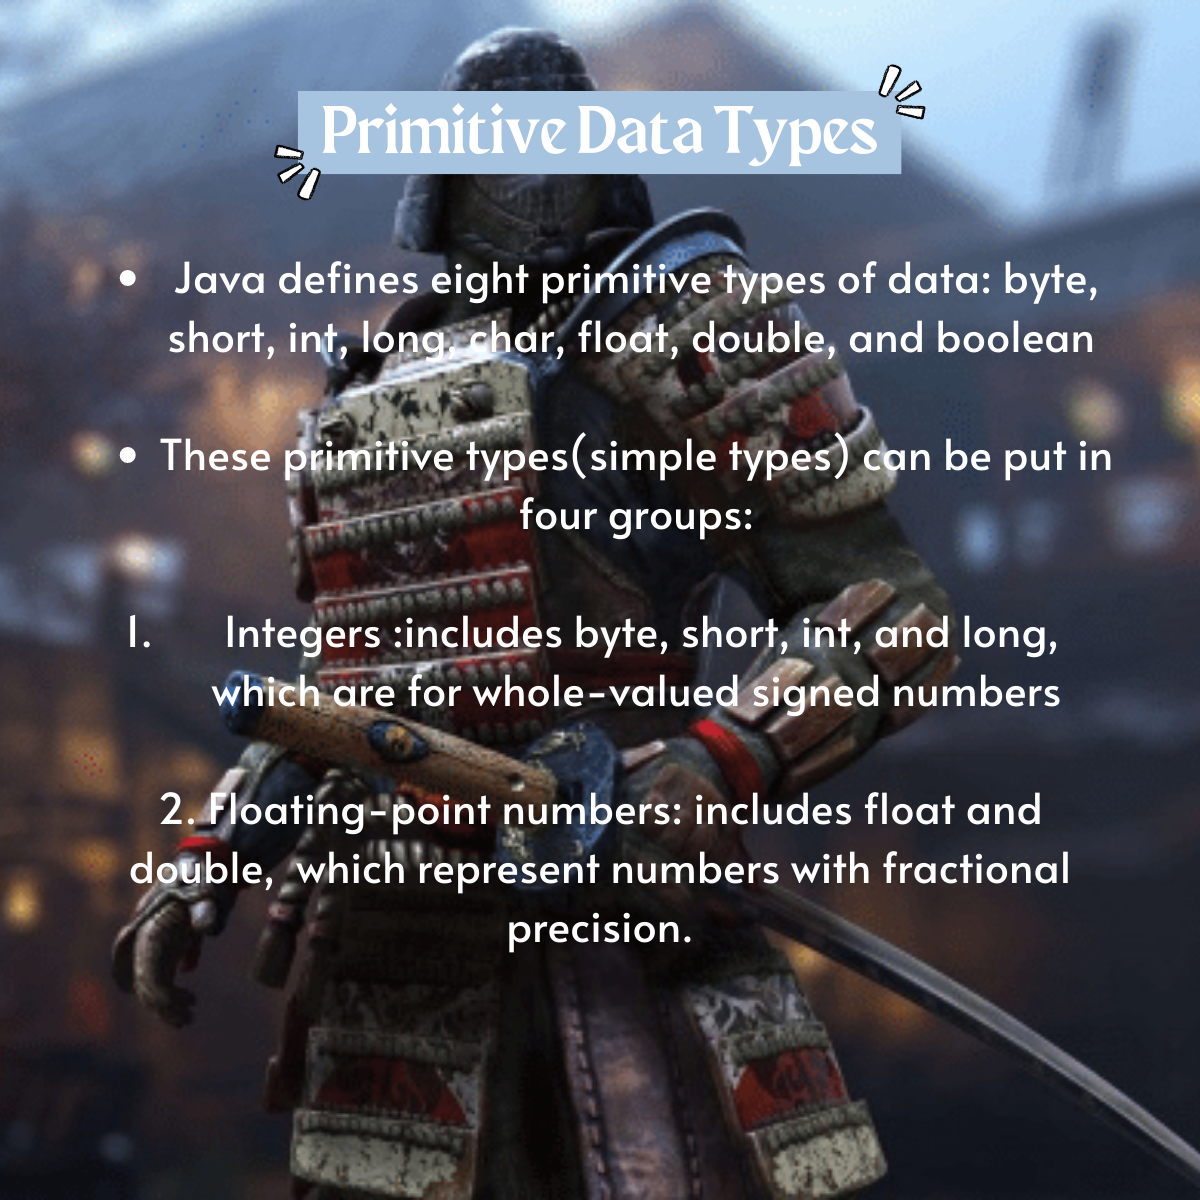 Primitive Data Types
• Java defines eight primitive types of data: byte,
short, int, long, char, float, double, and boolean
• These primitive types(simple types) can be put in
four groups:
1. Integers :includes byte, short, int, and long,
which are for whole-valued signed numbers
2. Floating-point numbers: includes float and
double, which represent numbers with fractional
precision.